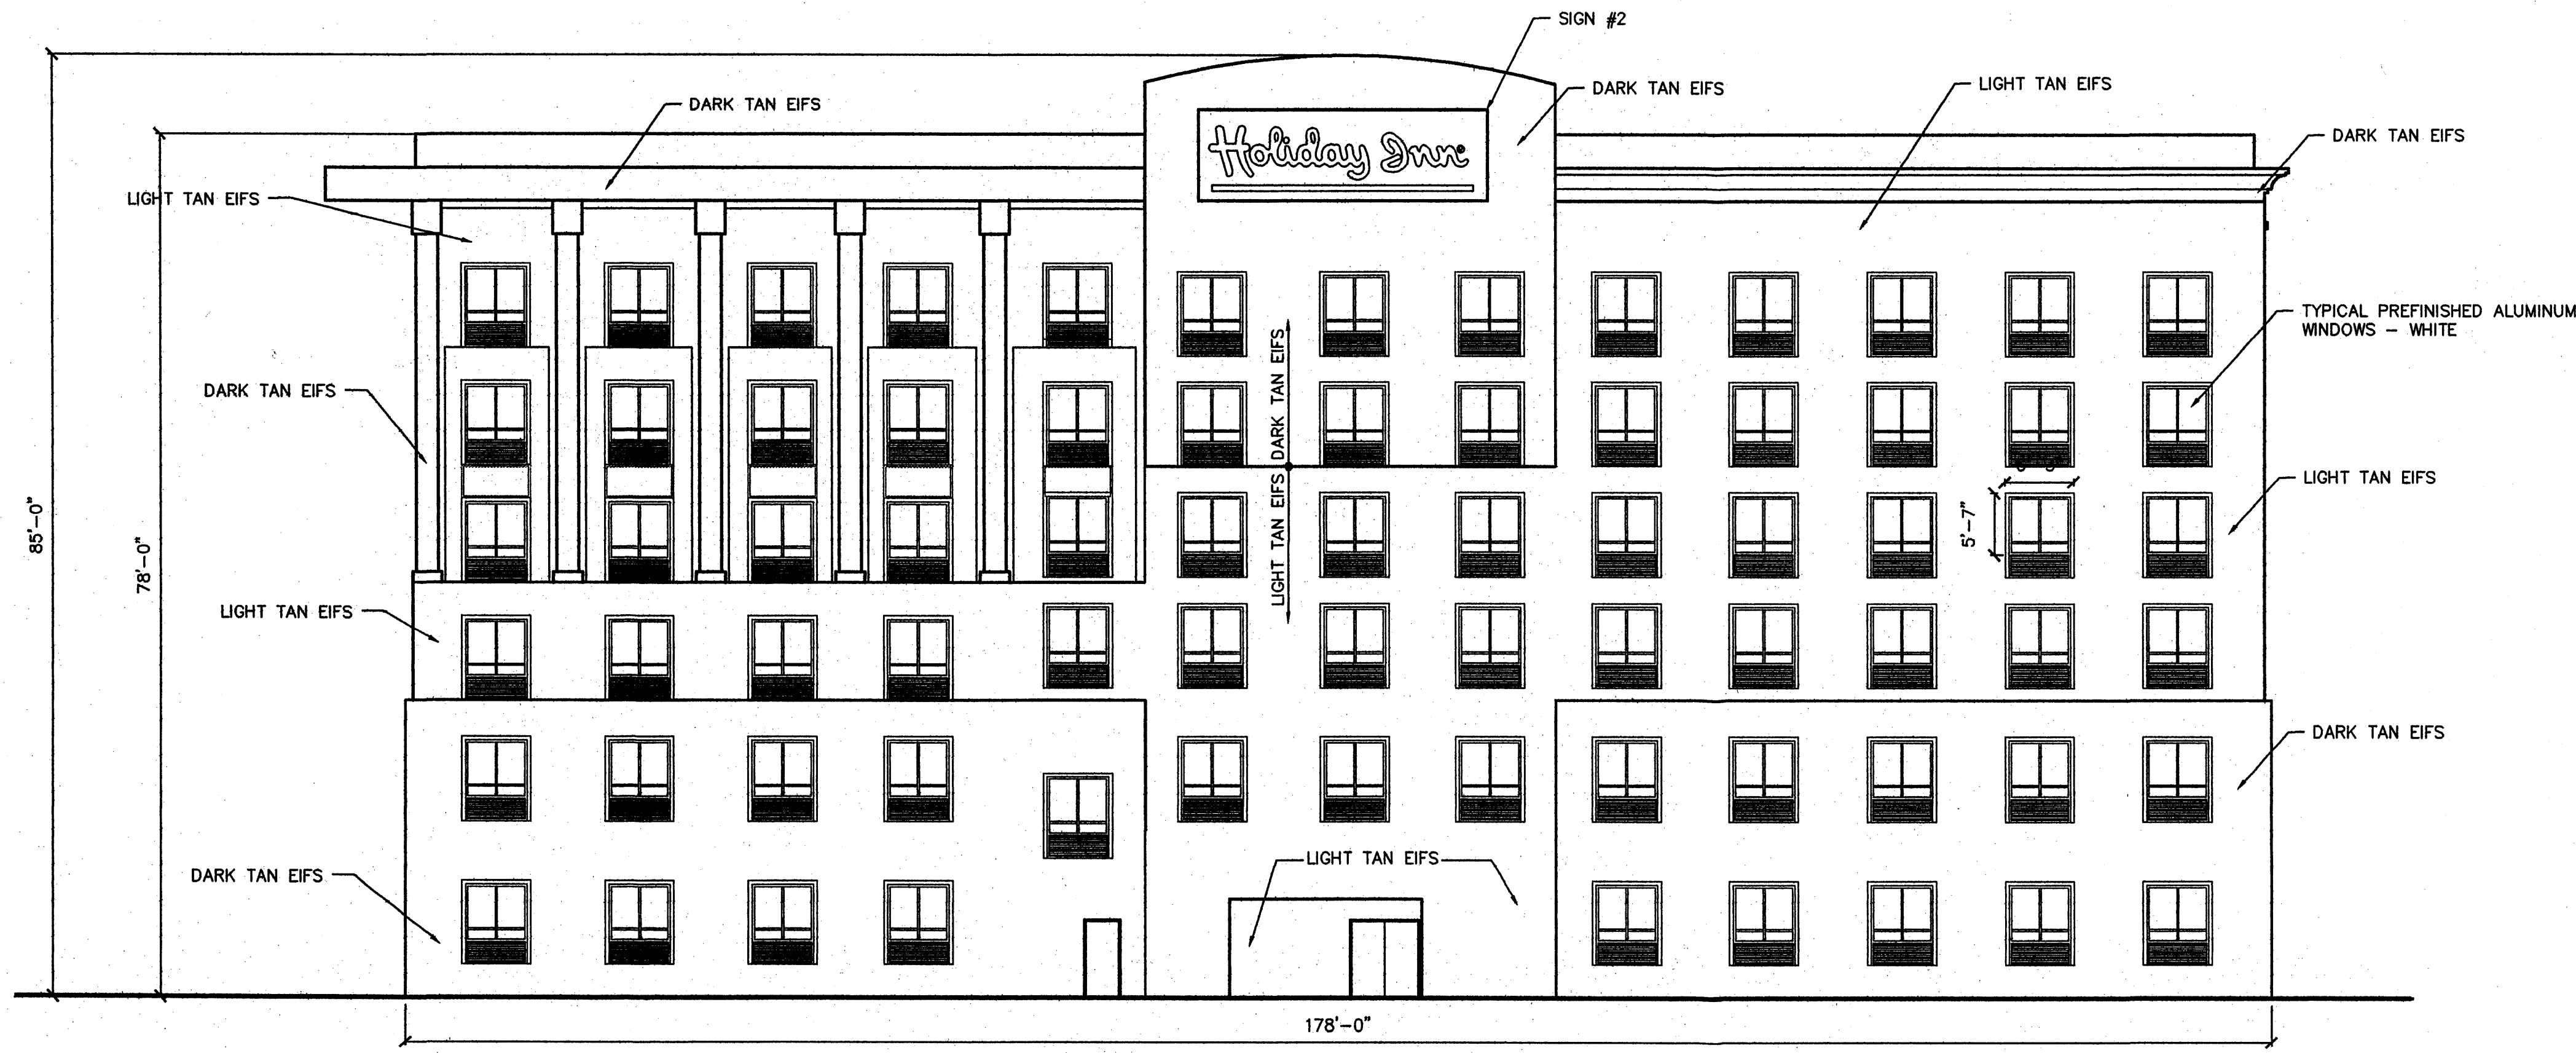 SIGN #2
DARK TAN EIFS
LIGHT TAN EIFS
DARK TAN EIFS
DARK TAN EIFS
Holiday Inn®
LIGHT TAN EIFS
TYPICAL PREFINISHED ALUMINUM
WINDOWS – WHITE
DARK TAN EIFS
DARK TAN EIFS
LIGHT TAN EIFS
LIGHT TAN EIFS
85'-0"
78'-0"
5'-7"
LIGHT TAN EIFS
DARK TAN EIFS
LIGHT TAN EIFS
DARK TAN EIFS
178'-0"